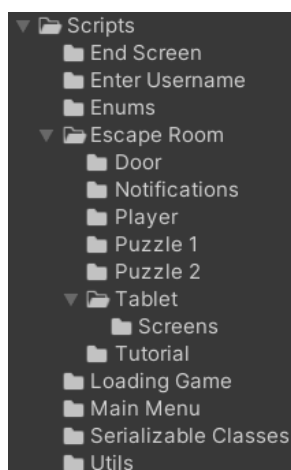 Scripts
End Screen
Enter Username
Enums
Escape Room
Door
Notifications
Player
Puzzle 1
Puzzle 2
Tablet
Screens
Tutorial
Loading Game
Main Menu
Serializable Classes
Utils